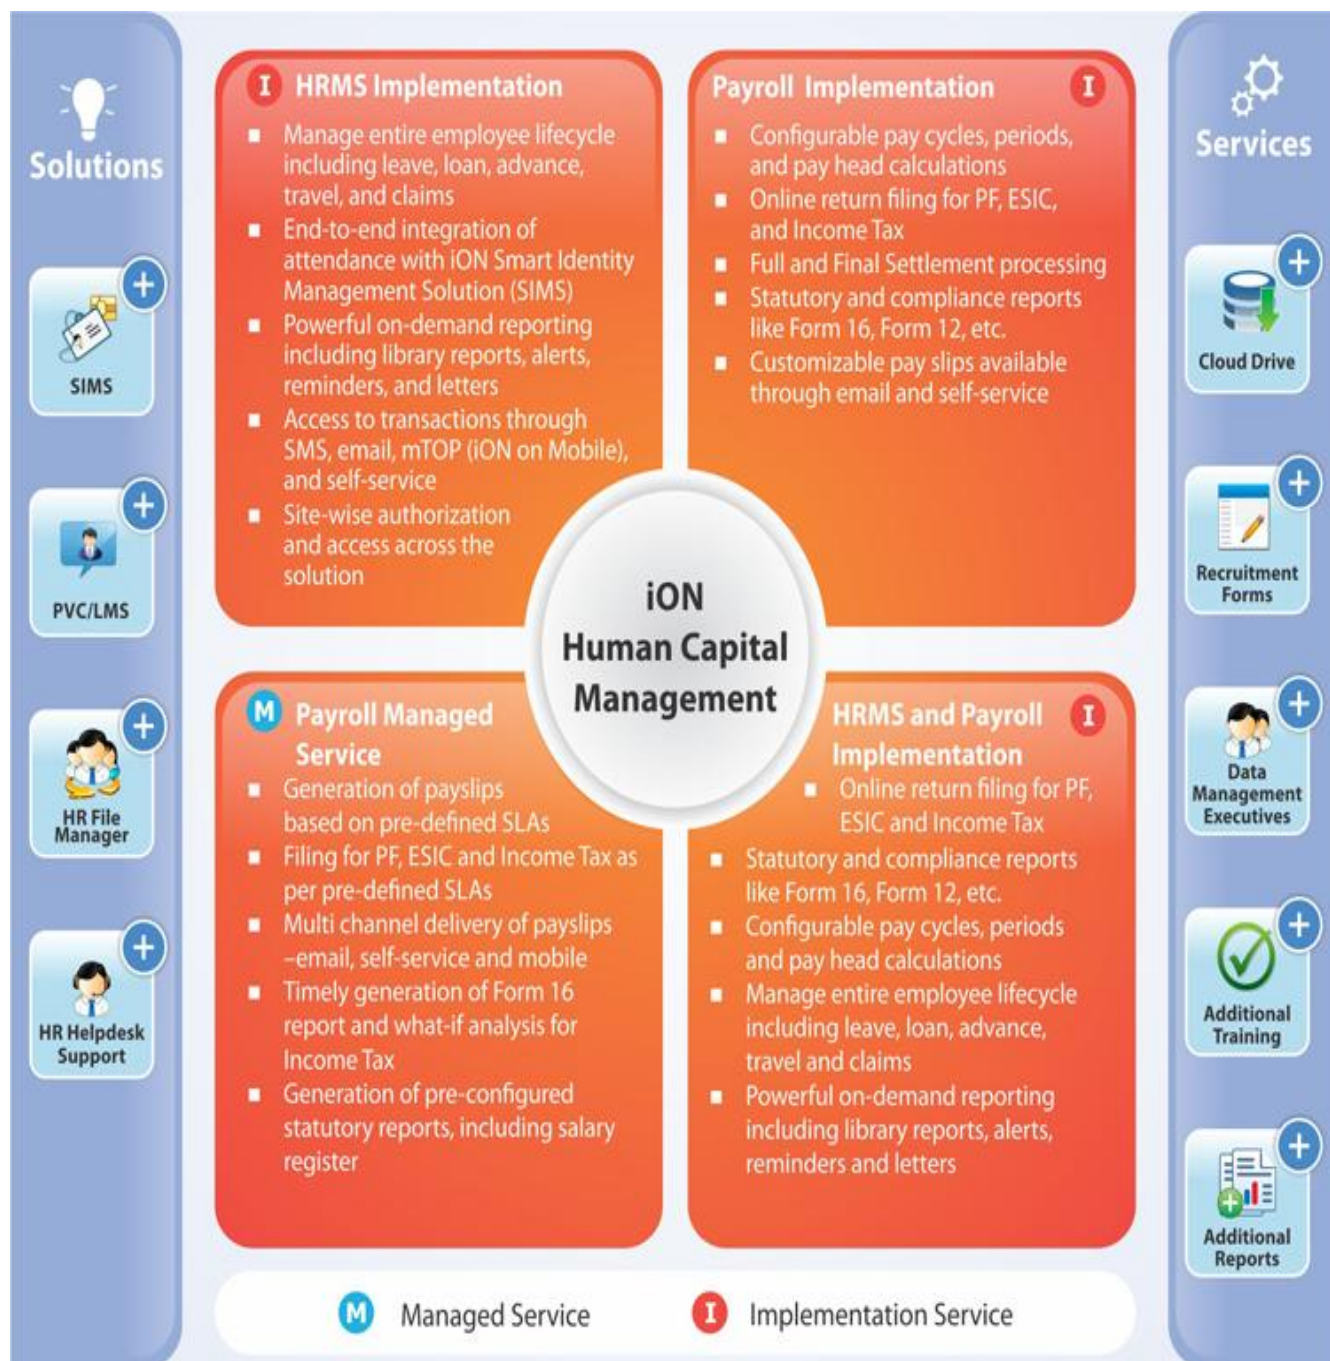 Solutions
SIMS
PVC/LMS
HR File
Manager
HR Helpdesk
Support
I HRMS Implementation
Manage entire employee lifecycle
including leave, loan, advance,
travel, and claims
End-to-end integration of
attendance with iON Smart Identity
Management Solution (SIMS)
Powerful on-demand reporting
including library reports, alerts,
reminders, and letters
Access to transactions through
SMS, email, mTOP (iON on Mobile),
and self-service
Site-wise authorization
and access across the
solution
Payroll Implementation I
Configurable pay cycles, periods,
and pay head calculations
Online return filing for PF, ESIC,
and Income Tax
Full and Final Settlement processing
Statutory and compliance reports
like Form 16, Form 12, etc.
Customizable pay slips available
through email and self-service
iON
Human Capital
Management
M Payroll Managed
Service
Generation of payslips
based on pre-defined SLAs
Filing for PF, ESIC and Income Tax as
per pre-defined SLAs
Multi channel delivery of payslips
–email, self-service and mobile
Timely generation of Form 16
report and what-if analysis for
Income Tax
Generation of pre-configured
statutory reports, including salary
register
HRMS and Payroll I
Implementation
Online return filing for PF,
ESIC and Income Tax
Statutory and compliance reports
like Form 16, Form 12, etc.
Configurable pay cycles, periods
and pay head calculations
Manage entire employee lifecycle
including leave, loan, advance,
travel and claims
Powerful on-demand reporting
including library reports, alerts,
reminders and letters
Services
Cloud Drive
Recruitment
Forms
Data
Management
Executives
Additional
Training
Additional
Reports
M Managed Service
I Implementation Service